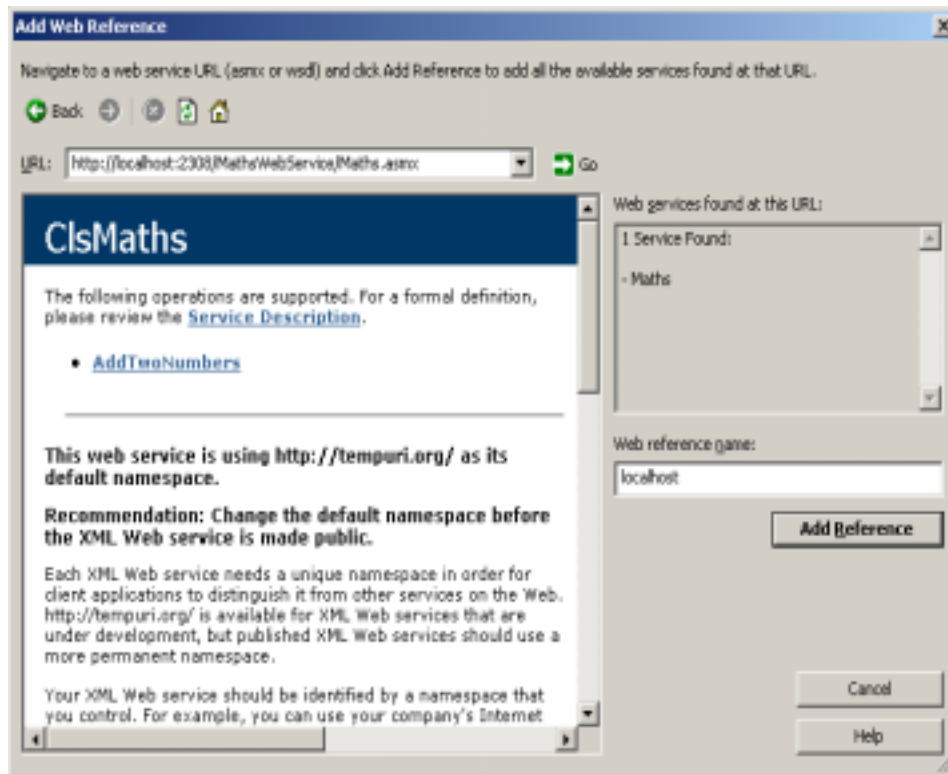 Add Web Reference
Navigate to a web service URL (asmx or wsdl) and click Add Reference to add all the available services found at that URL.
Back
URL: http://localhost:2308/MathsWebService/Maths.asmx
Go
ClsMaths
The following operations are supported. For a formal definition,
please review the Service Description.
• AddTwoNumbers
This web service is using http://tempuri.org/ as its
default namespace.
Recommendation: Change the default namespace before
the XML Web service is made public.
Each XML Web service needs a unique namespace in order for
client applications to distinguish it from other services on the Web.
http://tempuri.org/ is available for XML Web services that are
under development, but published XML Web services should use a
more permanent namespace.
Your XML Web service should be identified by a namespace that
you control. For example, you can use your company's Internet
Web services found at this URL:
1 Service Found:
- Maths
Web reference name:
localhost
Add Reference
Cancel
Help